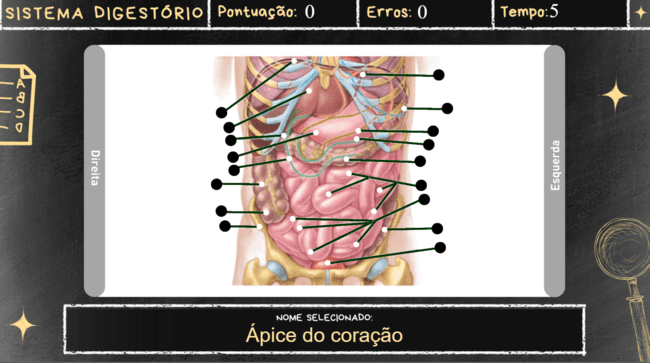 SISTEMA DIGESTÓRIO
Pontuação: 0
Erros: 0
Tempo:5
A
B
C
D
Direita
Esquerda
NOME SELECIONADO:
Ápice do coração